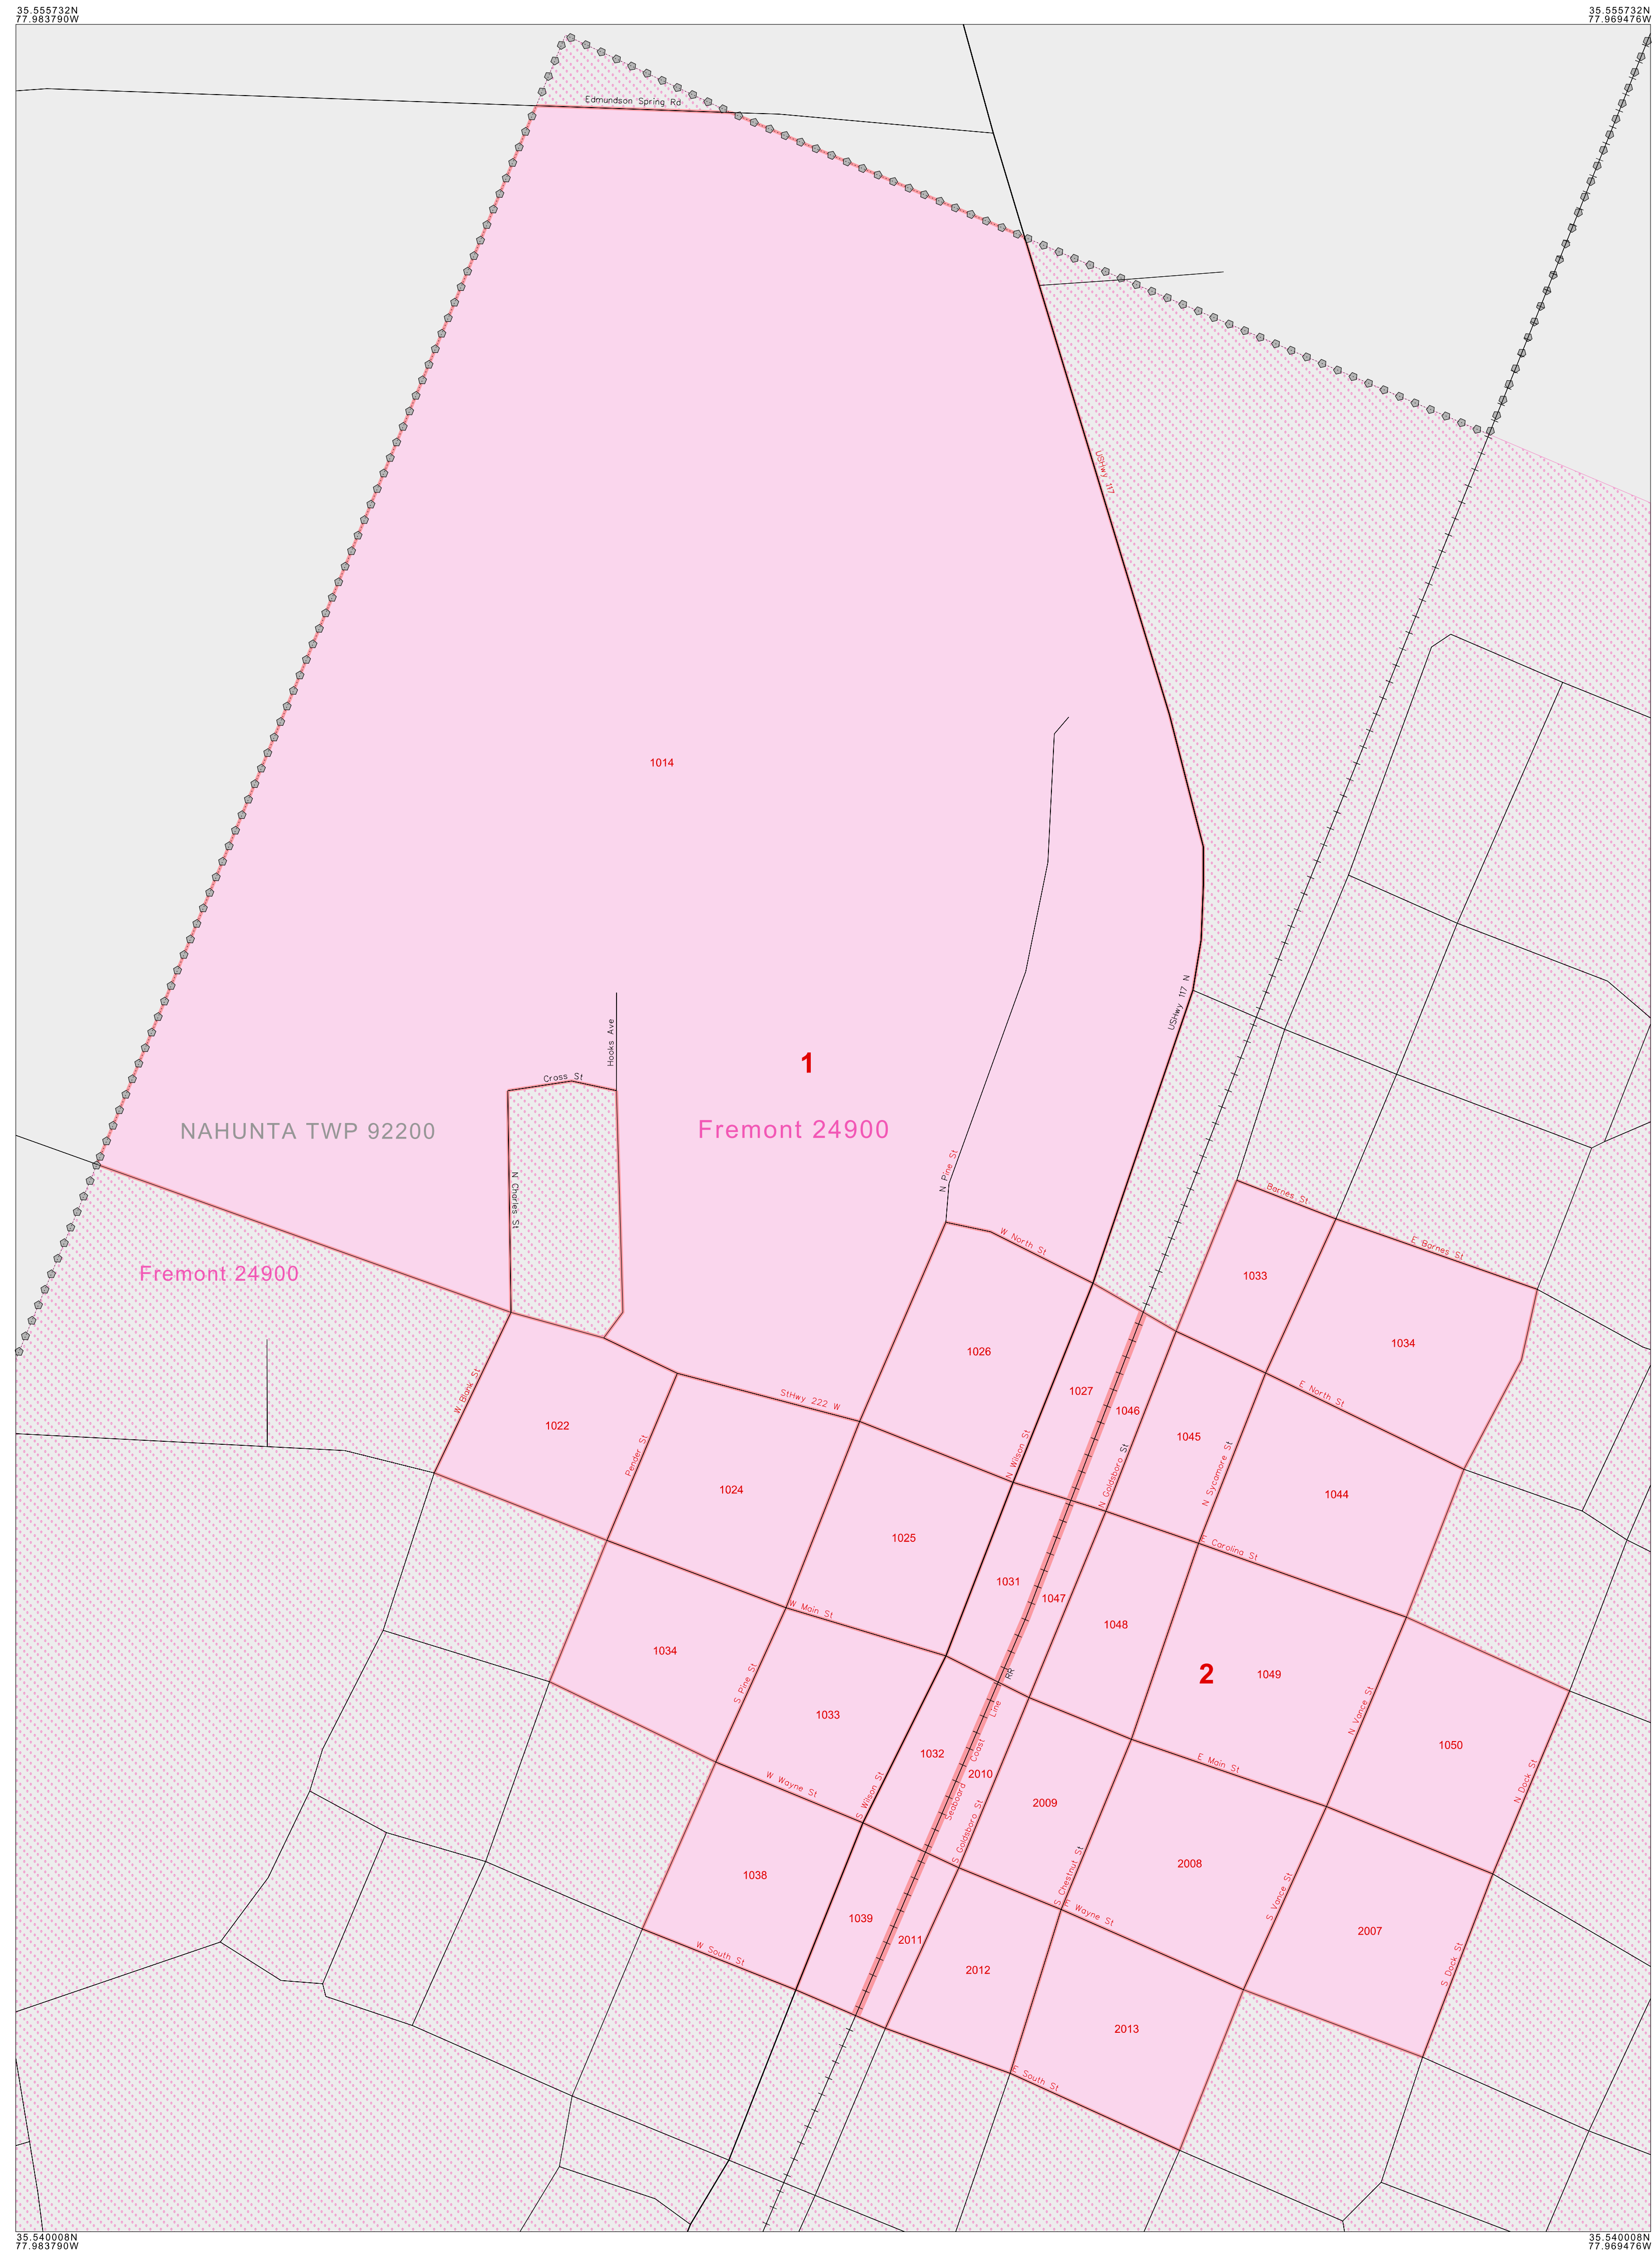 35.555732N
77.983790W
35.555732N
77.969476W
Edmundson Spring Rd
USHwy 117
1014
USHwy 117 N
Hooks Ave
1
Cross St
NAHUNTA TWP 92200
Fremont 24900
N Pine St
N Charles St
Barnes St
W North St
E Barnes St
Fremont 24900
1033
1034
1026
W Blank St
1027
E North St
StHwy 222 W
1046
1022
1045
Pender St
N Wilson St
N Goldsboro St
N Sycamore St
1024
1044
1025
E Carolina St
1031
1047
W Main St
1048
1034
RR
2
1049
S Pine St
Line
N Vance St
1033
1032
Coast
1050
E Main St
2010
W Wayne St
S Wilson St
Seaboard
2009
N Dock St
S Goldsboro St
2008
1038
S Chestnut St
S Vance St
E Wayne St
1039
2007
2011
W South St
2012
S Dock St
2013
E South St
35.540008N
77.983790W
35.540008N
77.969476W